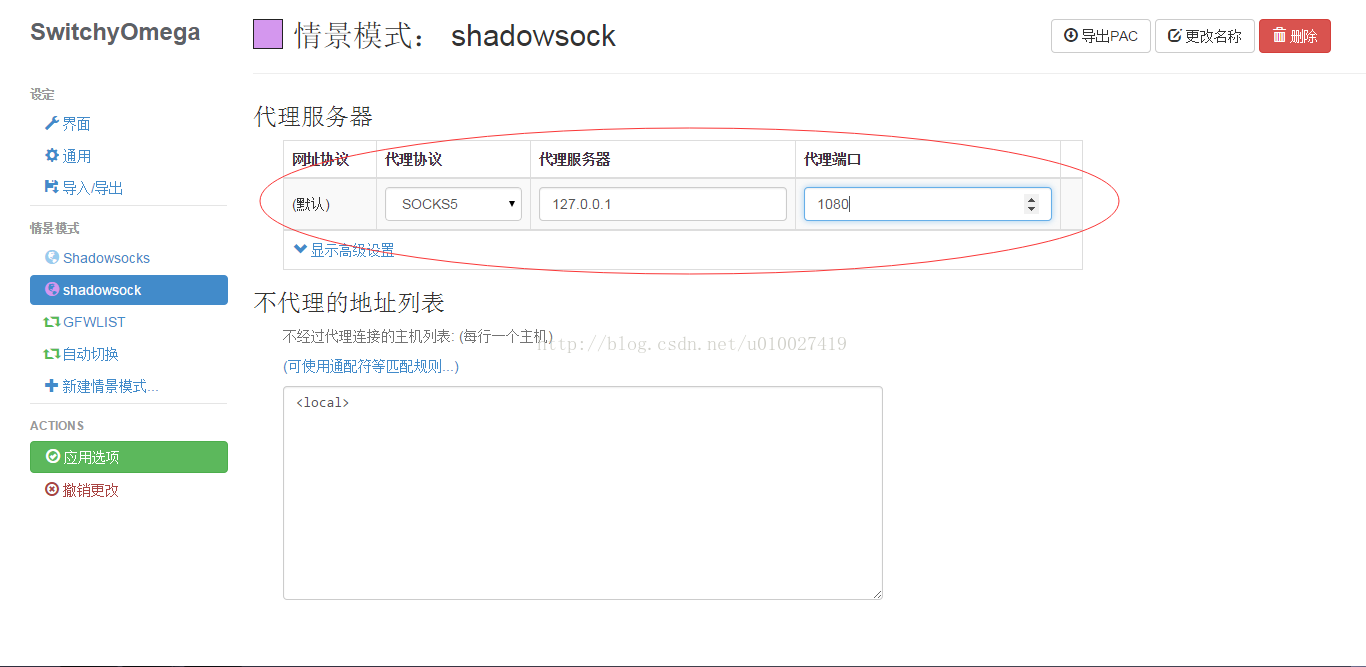 SwitchyOmega
设定
界面
通用
导入/导出
情景模式
Shadowsocks
shadowsock
GFWLIST
自动切换
新建情景模式...
ACTIONS
应用选项
撤销更改
情景模式： shadowsock
导出PAC 更改名称 删除
代理服务器
网址协议 代理协议 代理服务器 代理端口
(默认) SOCKS5 127.0.0.1 1080
显示高级设置
不代理的地址列表
不经过代理连接的主机列表: (每行一个主机)
http://blog.csdn.net/u010027419
(可使用通配符等匹配规则...)
<local>